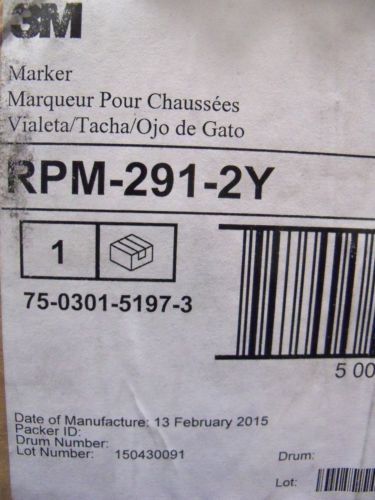 3M
Marker
Marqueur Pour Chaussées
Vialeta/Tacha/Ojo de Gato
RPM-291-2Y
1
75-0301-5197-3
5 00
Date of Manufacture: 13 February 2015
Packer ID:
Drum Number:
Lot Number: 150430091
Drum:
Lot: